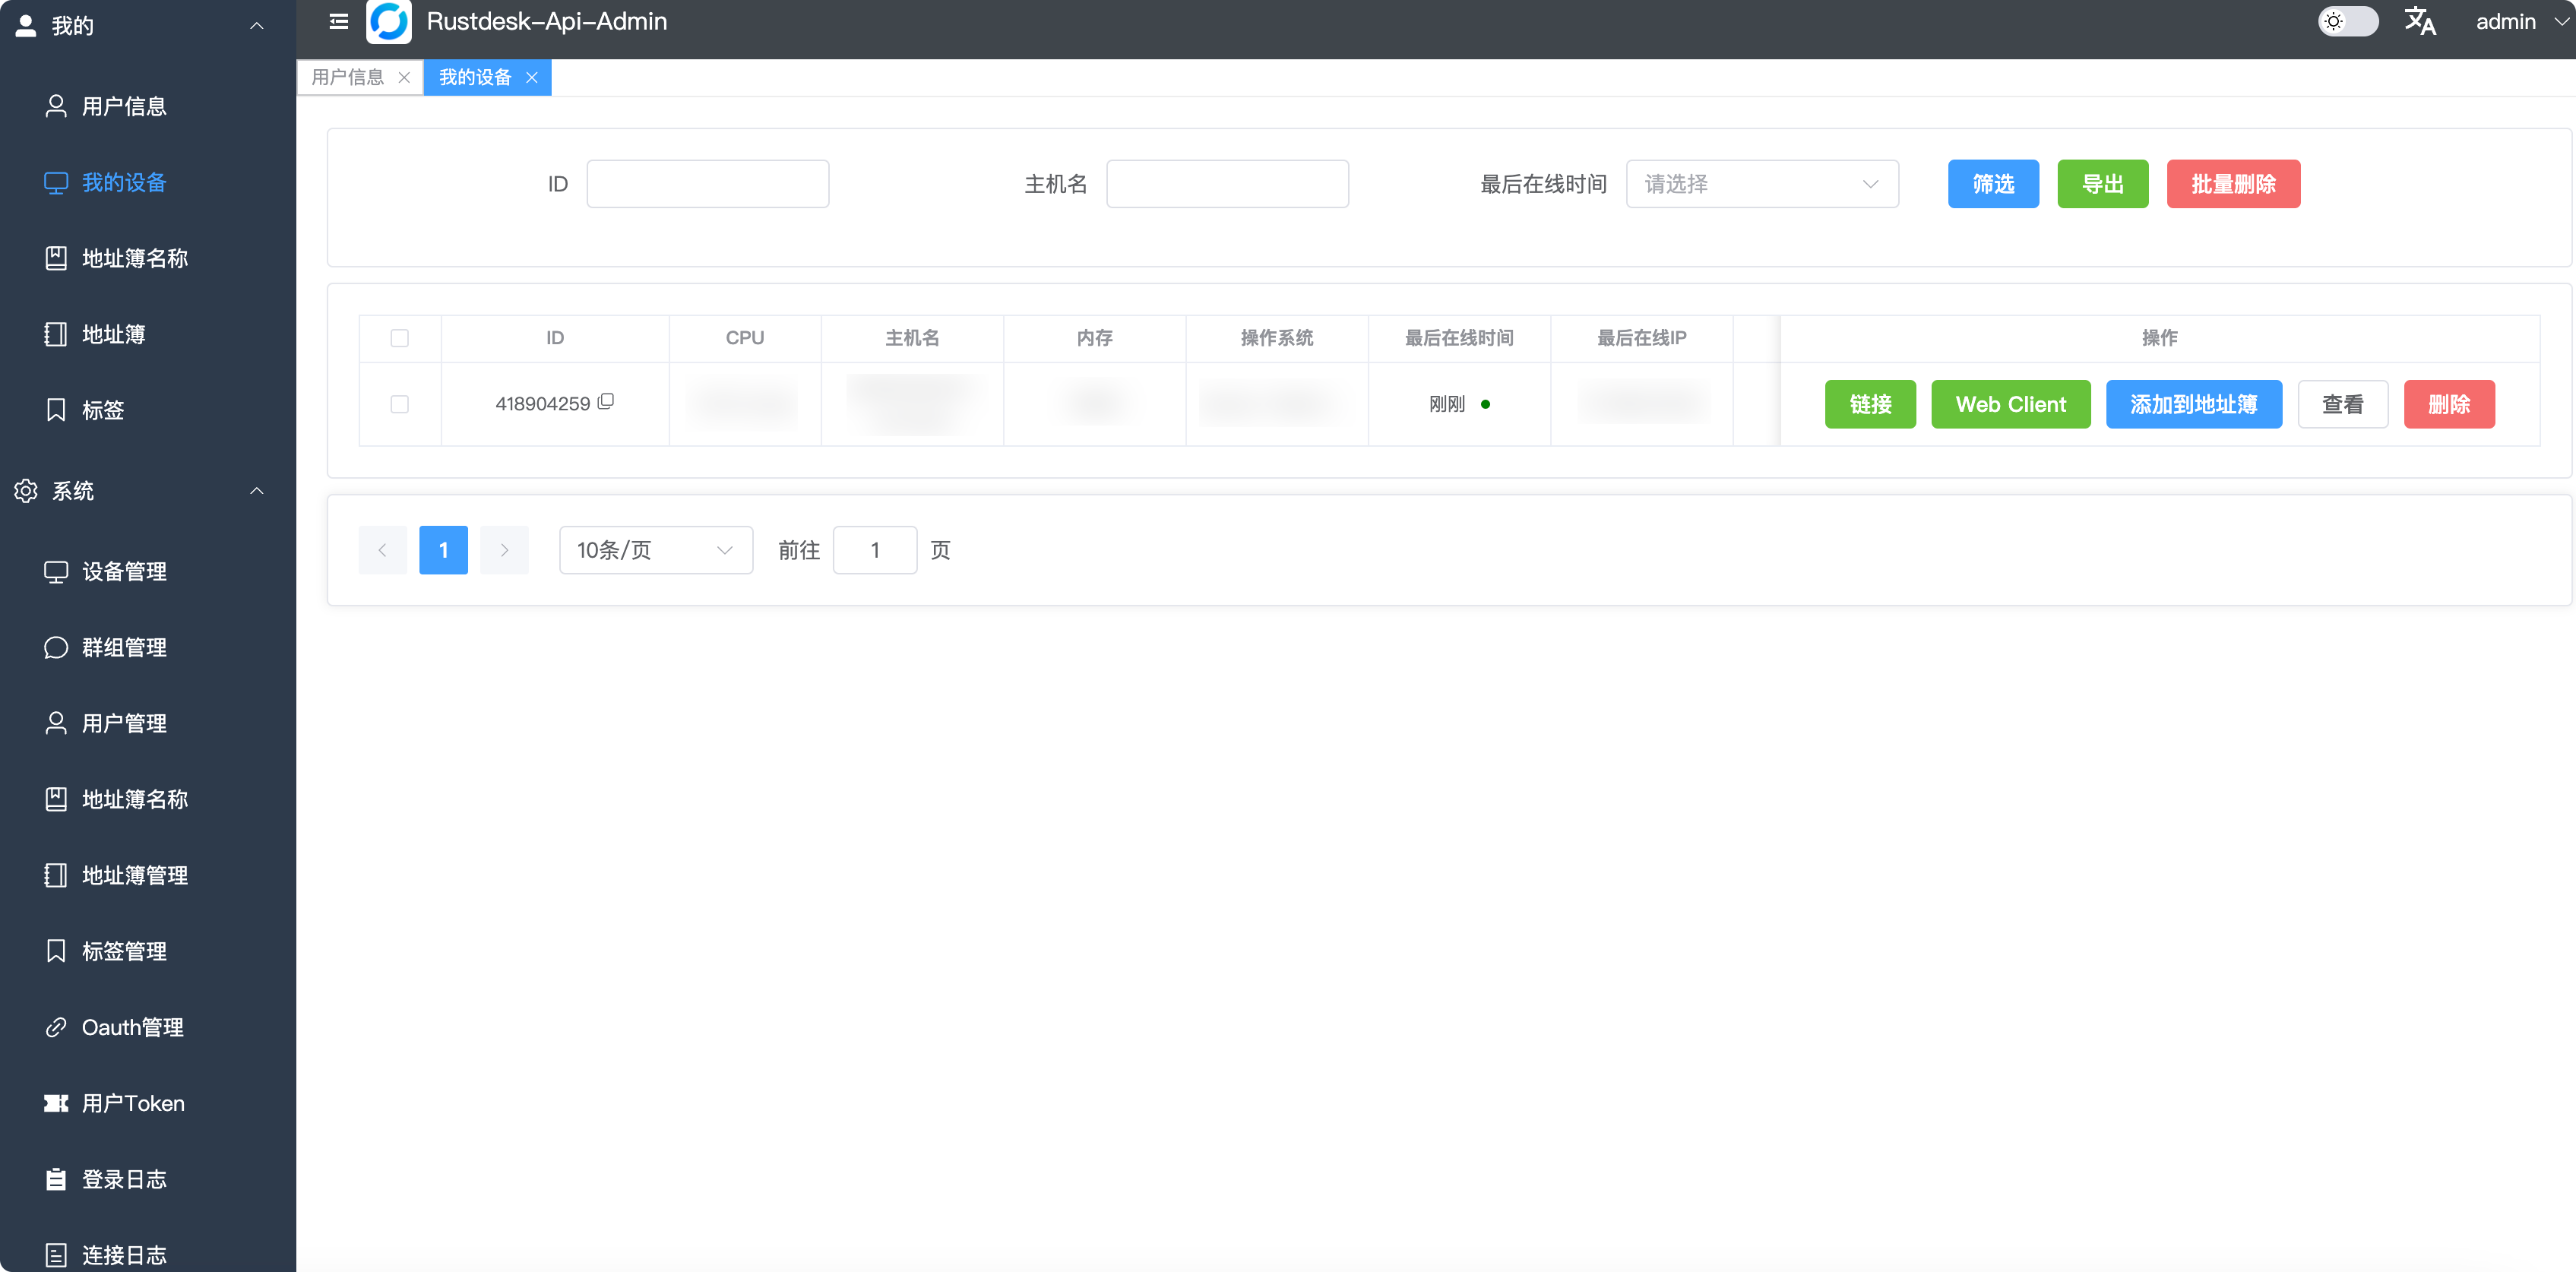 我的
用户信息
我的设备
地址簿名称
地址簿
标签
系统
设备管理
群组管理
用户管理
地址簿名称
地址簿管理
标签管理
Oauth管理
用户Token
登录日志
连接日志
Rustdesk-Api-Admin
文A admin
用户信息 我的设备
ID 主机名 最后在线时间 请选择 筛选 导出 批量删除
ID CPU 主机名 内存 操作系统 最后在线时间 最后在线IP 操作
418904259 刚刚 链接 Web Client 添加到地址簿 查看 删除
1 10条/页 前往 1 页